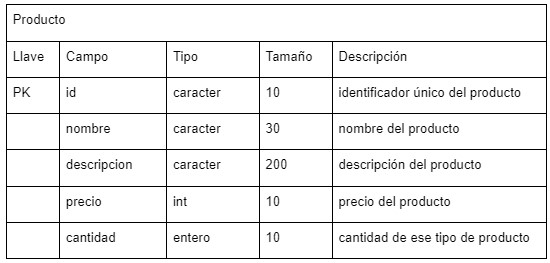 Producto
Llave Campo Tipo Tamaño Descripción
PK id caracter 10 identificador único del producto
nombre caracter 30 nombre del producto
descripcion caracter 200 descripción del producto
precio int 10 precio del producto
cantidad entero 10 cantidad de ese tipo de producto